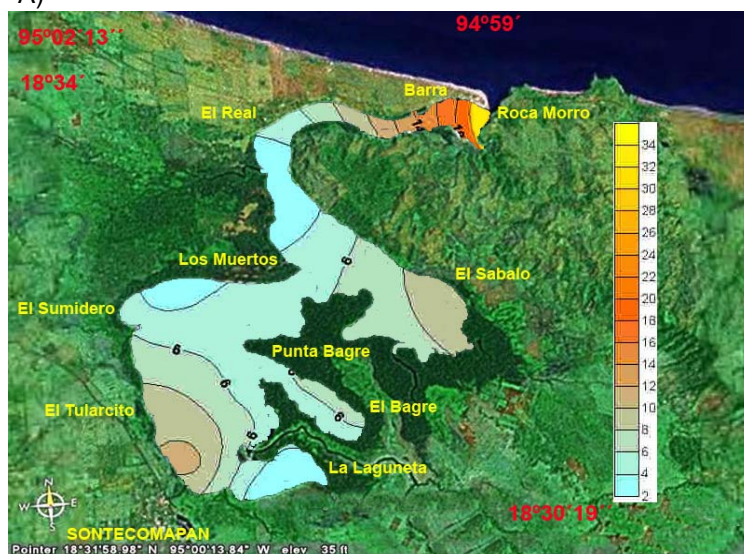 A)
94º59´
95º02´13´´
18º34´
Barra
El Real
Roca Morro
34
32
30
28
26
24
22
20
18
16
14
12
10
8
6
4
2
Los Muertos
6
El Sabalo
El Sumidero
Punta Bagre
6
6
El Tularcito
El Bagre
6
6
La Laguneta
N
W
E
S
18º30´19´´
SONTECOMAPAN
Pointer 18°31'58.98" N 95°00'13.84" W elev 35 ft